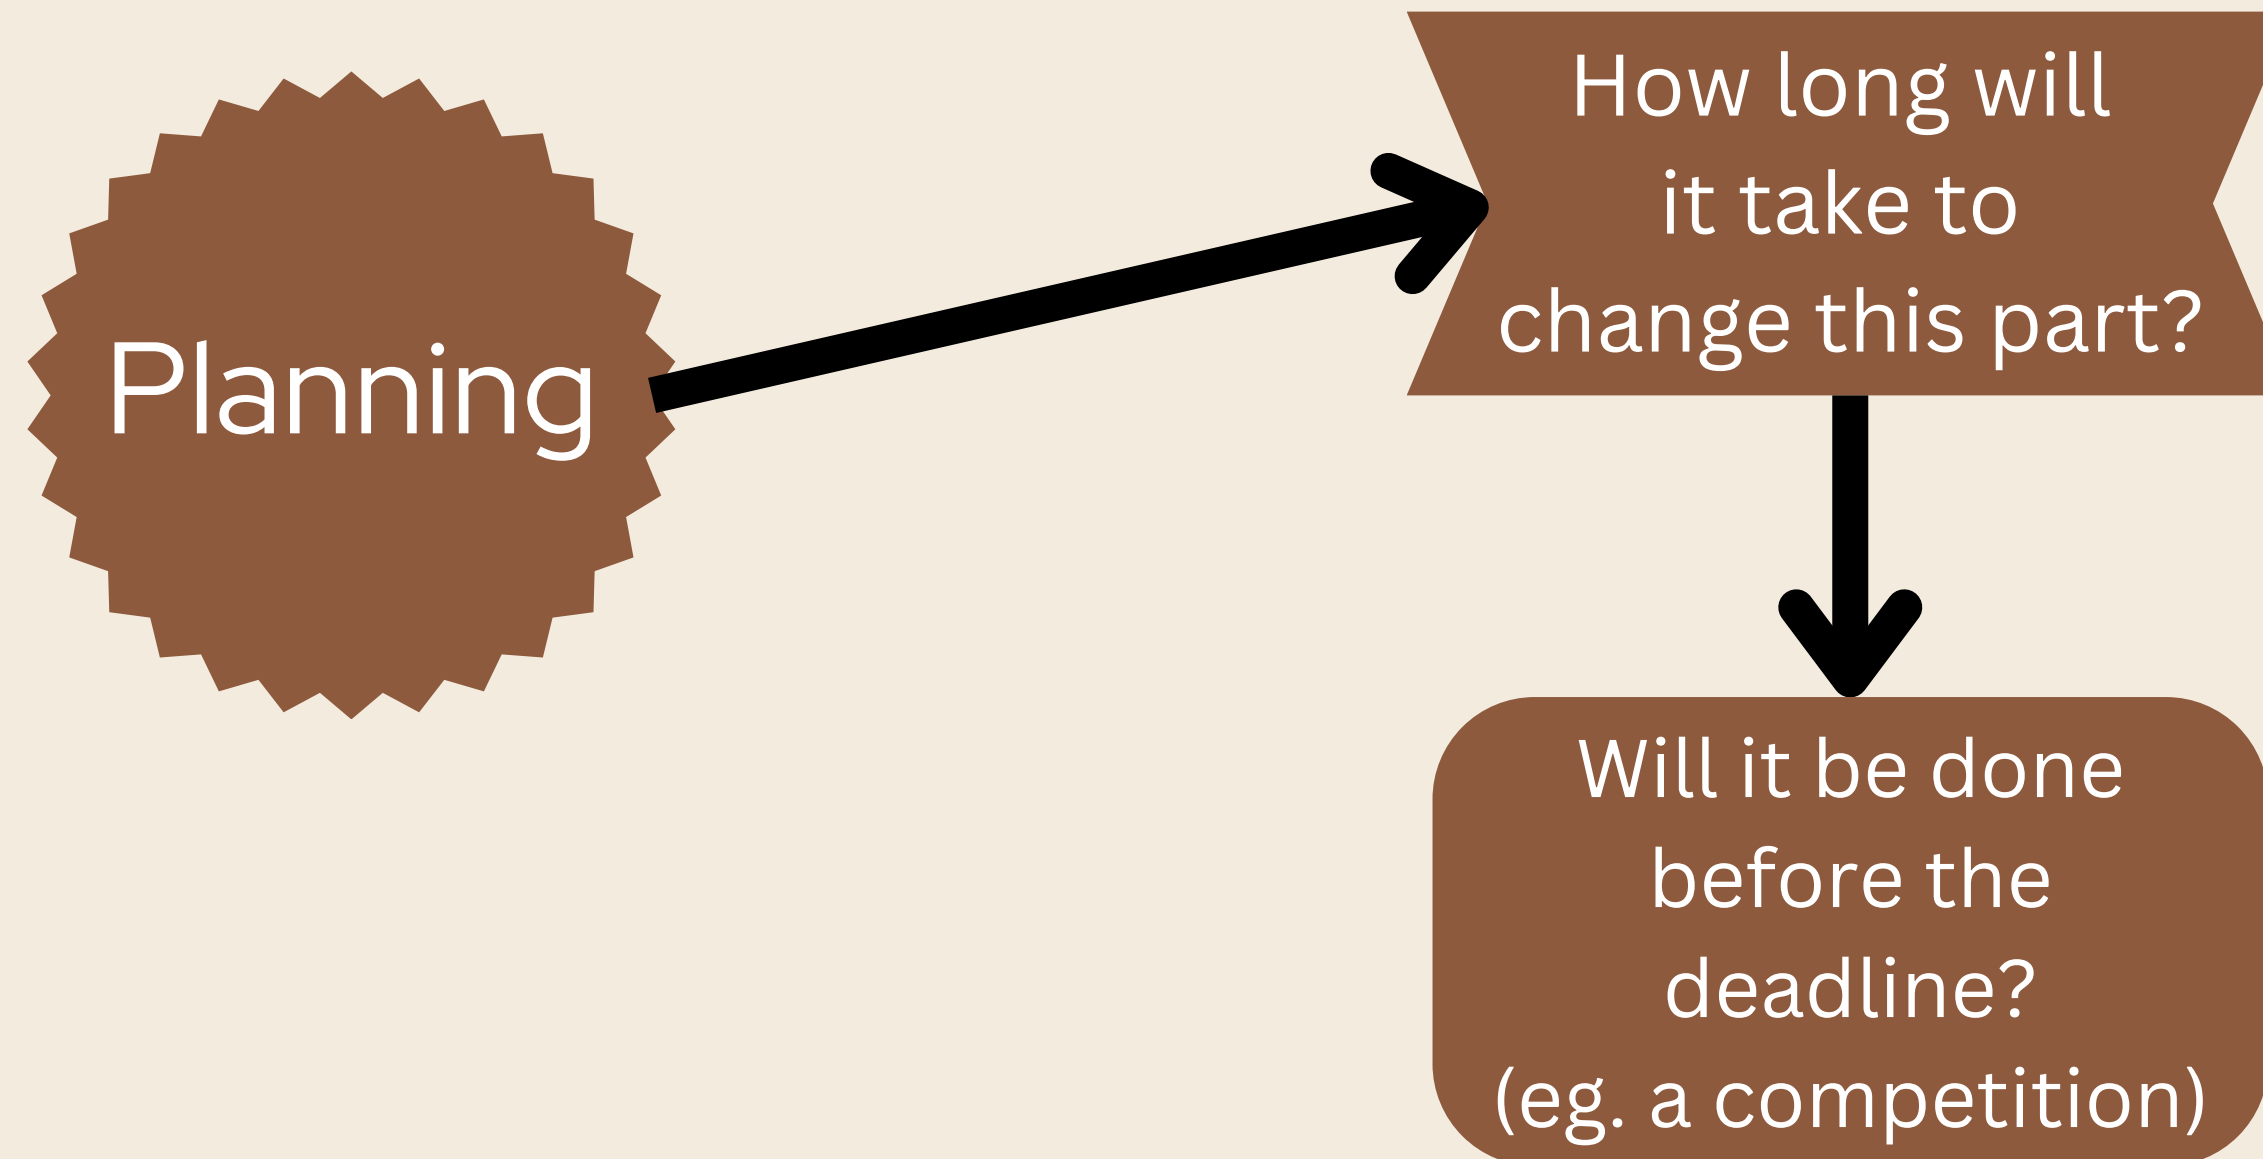 Planning
How long will
it take to
change this part?
Will it be done
before the
deadline?
(eg. a competition)